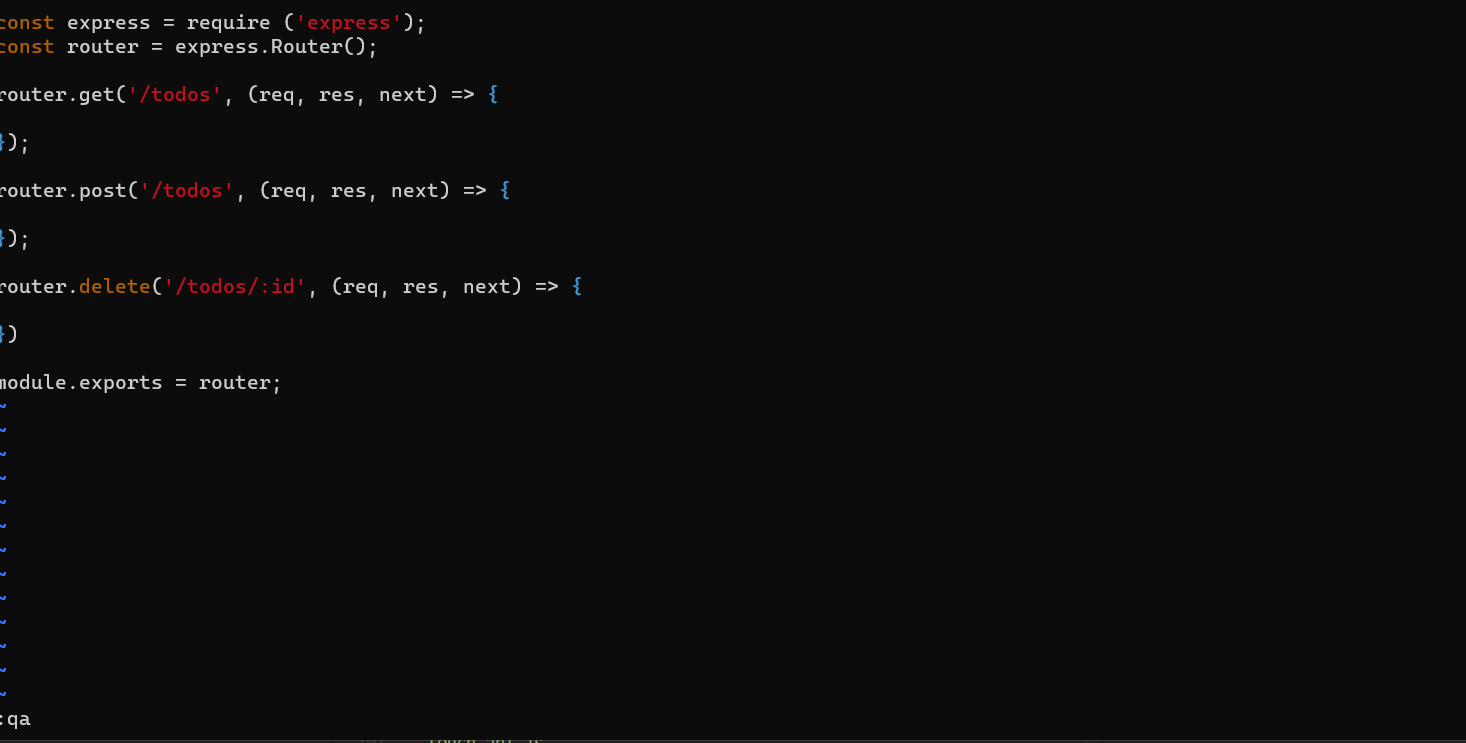 const express = require ('express');
const router = express.Router();
router.get('/todos', (req, res, next) => {
});
router.post('/todos', (req, res, next) => {
});
router.delete('/todos/:id', (req, res, next) => {
})
module.exports = router;
~
~
~
~
~
~
~
~
~
~
~
~
~
:qa